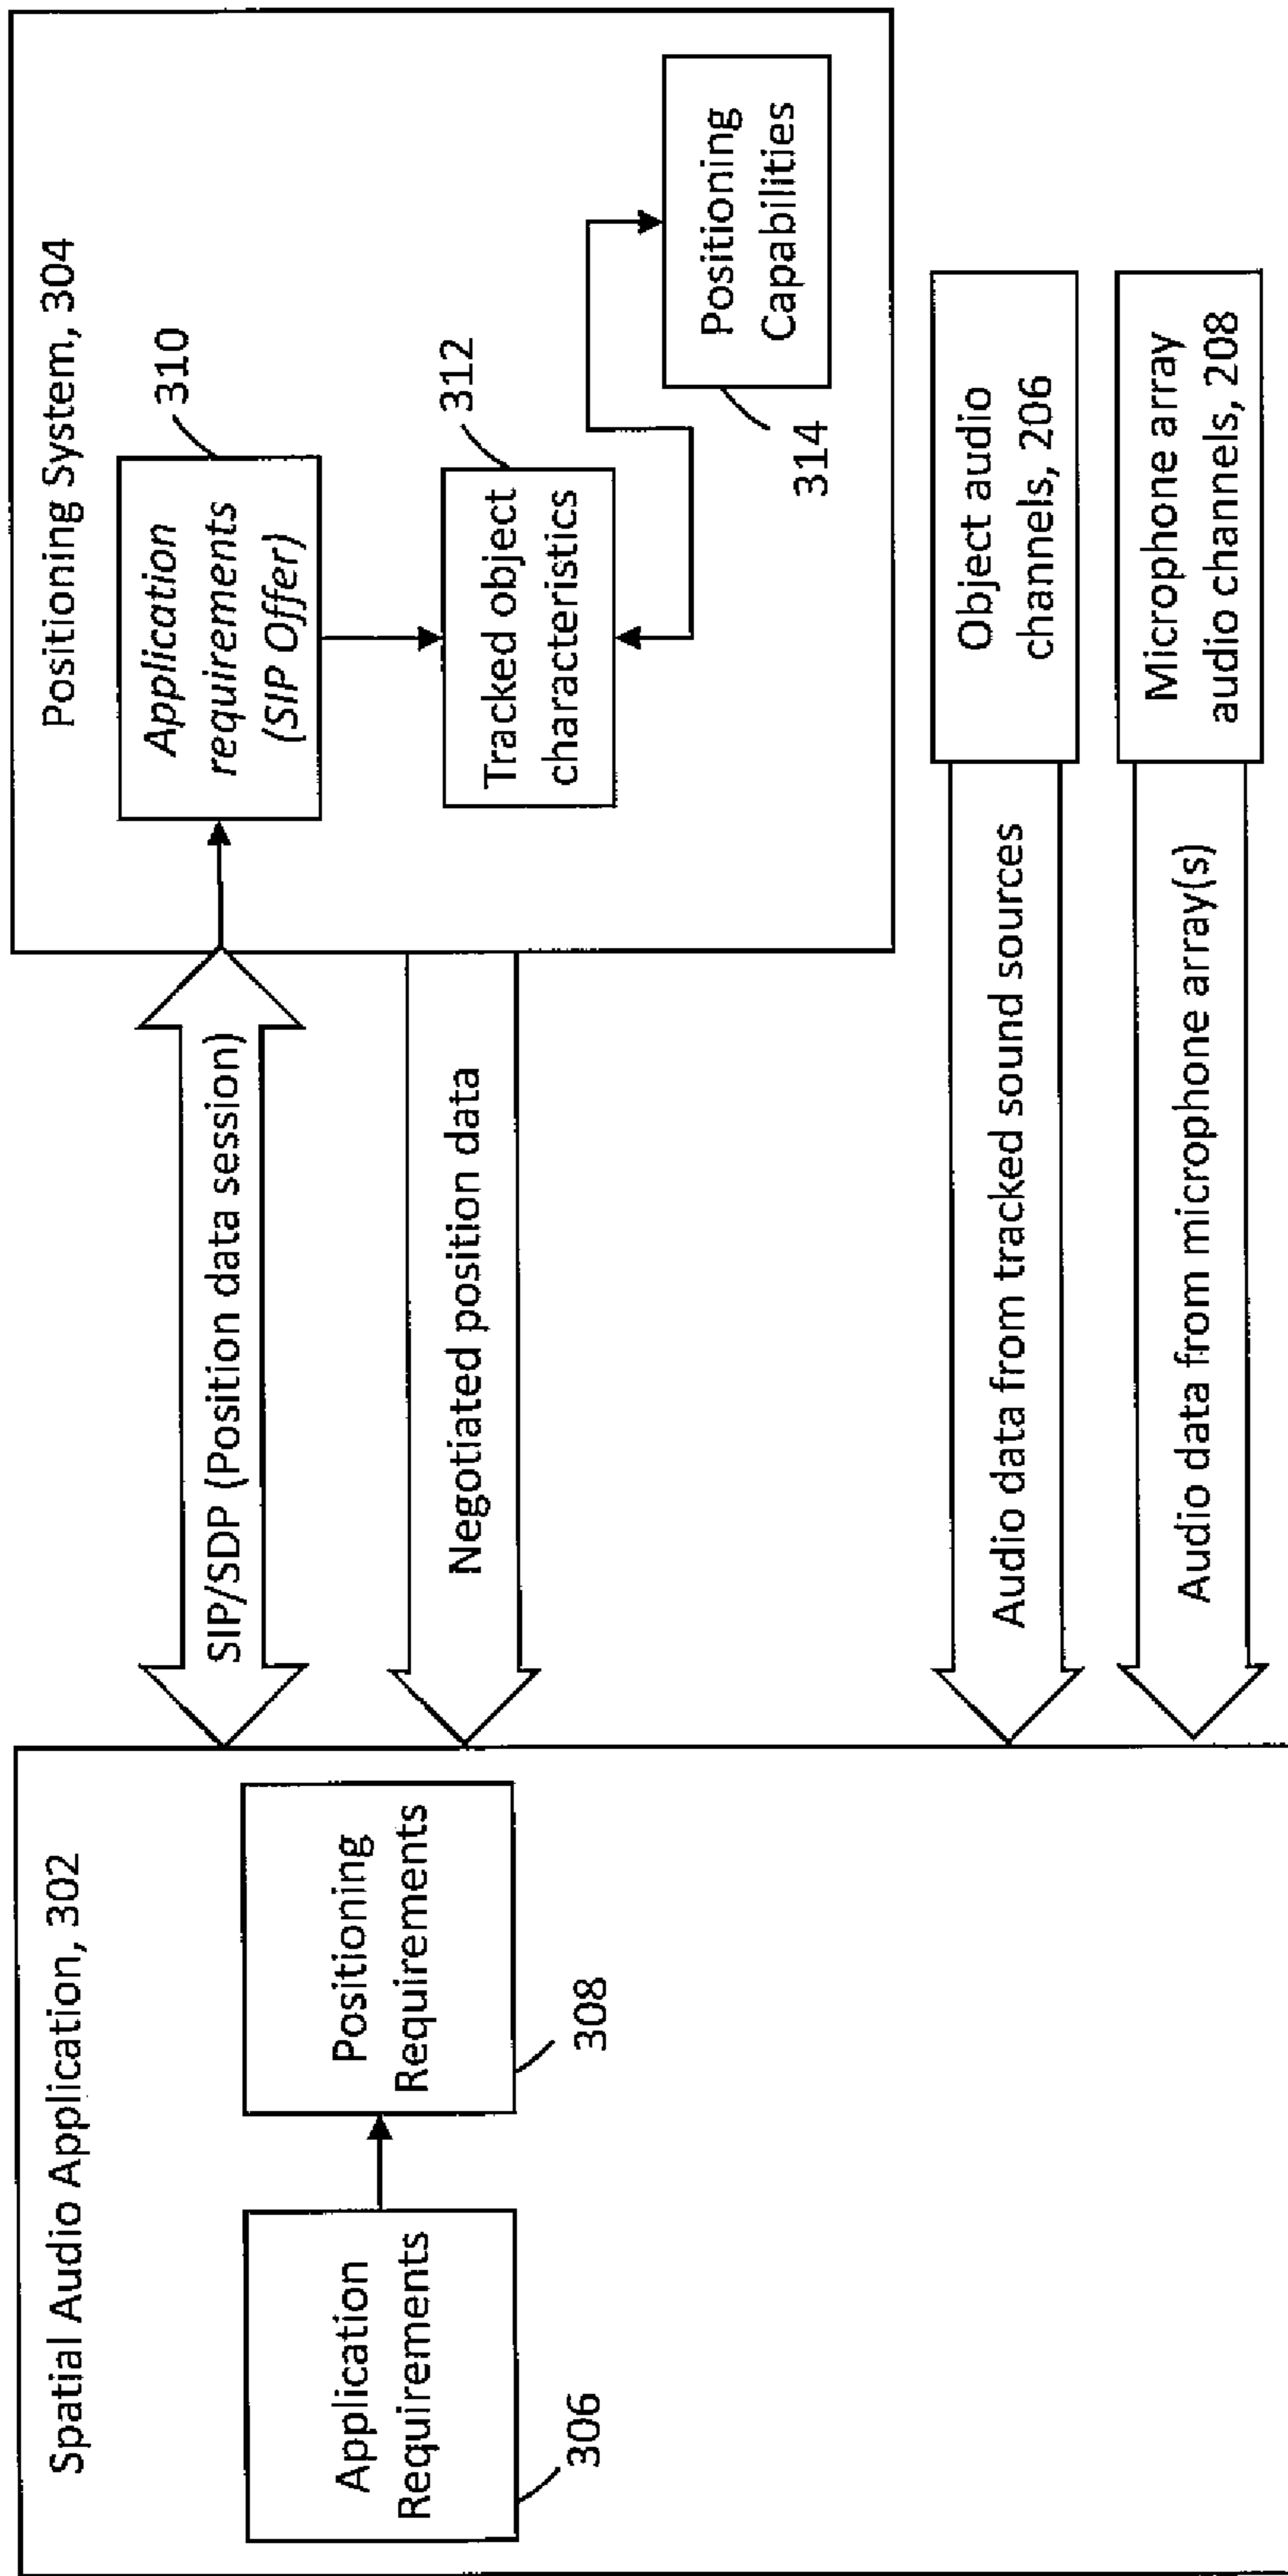 Spatial Audio Application, 302
Application
Requirements
306
Positioning
Requirements
308
SIP/SDP (Position data session)
Negotiated position data
Positioning System, 304
Application
requirements
(SIP Offer)
310
Tracked object
characteristics
312
Positioning
Capabilities
314
Audio data from tracked sound sources
Object audio
channels, 206
Audio data from microphone array(s)
Microphone array
audio channels, 208